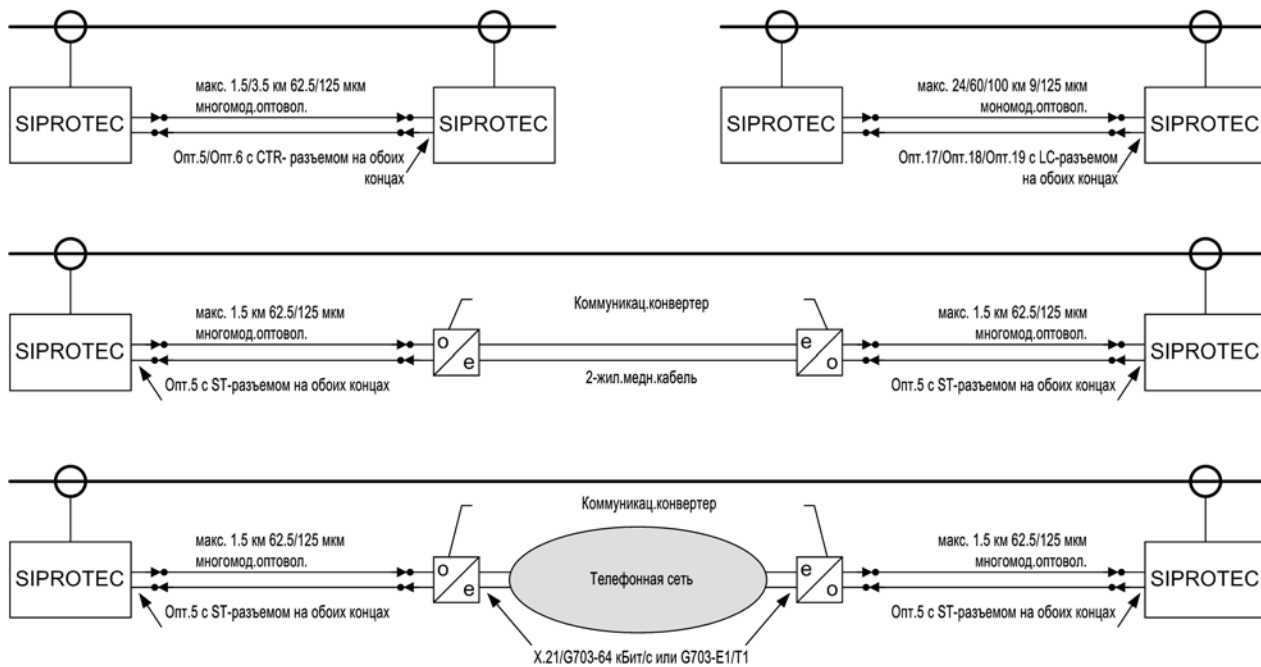 макс. 1.5/3.5 км 62.5/125 мкм
многомод.оптовол.
SIPROTEC
SIPROTEC
Опт.5/Опт.6 с CTR- разъемом на обоих
концах
макс. 24/60/100 км 9/125 мкм
мономод.оптовол.
SIPROTEC
SIPROTEC
Опт.17/Опт.18/Опт.19 с LC-разъемом
на обоих концах
Коммуникац.конвертер
макс. 1.5 км 62.5/125 мкм
многомод.оптовол.
макс. 1.5 км 62.5/125 мкм
многомод.оптовол.
SIPROTEC
o
e
e
o
SIPROTEC
2-жил.медн.кабель
Опт.5 с ST-разъемом на обоих концах
Опт.5 с ST-разъемом на обоих концах
Коммуникац.конвертер
макс. 1.5 км 62.5/125 мкм
многомод.оптовол.
макс. 1.5 км 62.5/125 мкм
многомод.оптовол.
SIPROTEC
o
e
Телефонная сеть
e
o
SIPROTEC
Опт.5 с ST-разъемом на обоих концах
Опт.5 с ST-разъемом на обоих концах
X.21/G703-64 кБит/с или G703-E1/T1